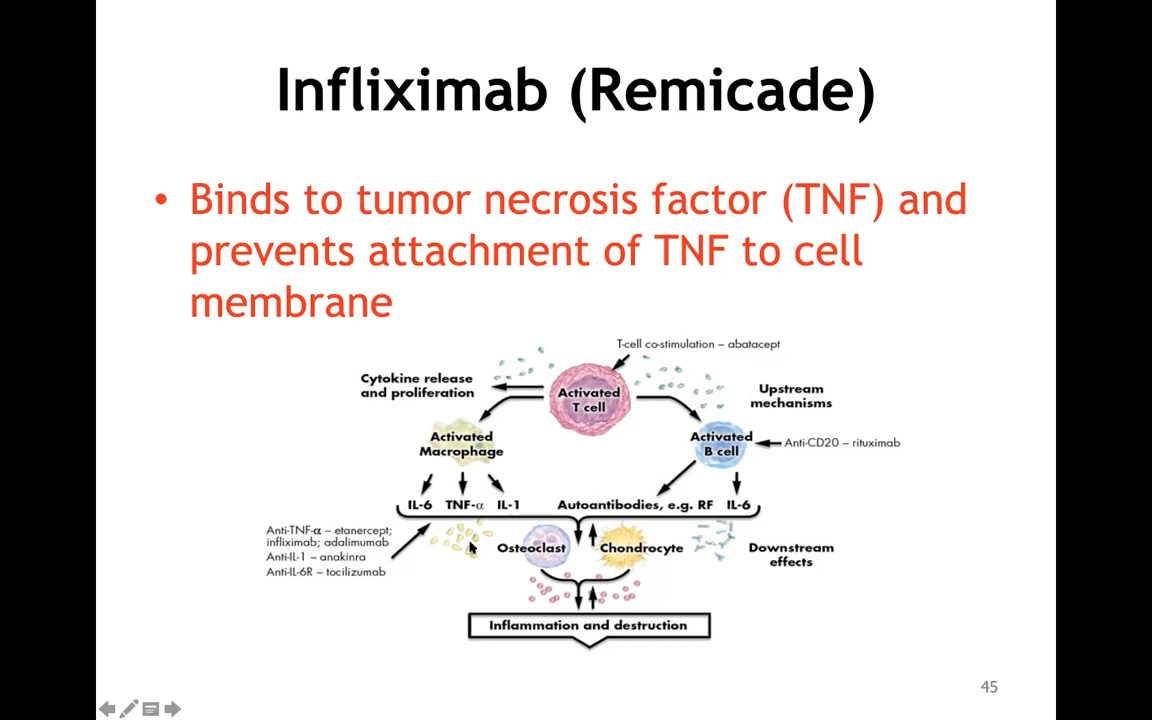 Infliximab (Remicade)
• Binds to tumor necrosis factor (TNF) and
prevents attachment of TNF to cell
membrane
T-cell co-stimulation – abatacept
Cytokine release
and proliferation
Activated
T cell
Upstream
mechanisms
Activated
Macrophage
Activated
B cell
Anti-CD20 – rituximab
IL-6 TNF-α IL-1
Autoantibodies, e.g. RF IL-6
Anti-TNF-α – etanercept;
infliximab; adalimumab
Anti-IL-1 – anakinra
Anti-IL-6R – tocilizumab
Osteoclast
Chondrocyte
Downstream
effects
Inflammation and destruction
45